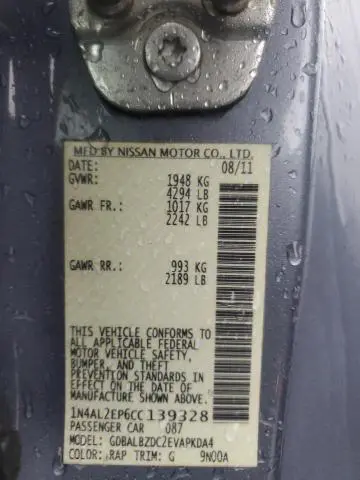 MFD BY NISSAN MOTOR CO., LTD.
DATE: 08/11
GVWR: 1948 KG
4294 LB
GAWR FR.: 1017 KG
2242 LB
GAWR RR.: 993 KG
2189 LB
THIS VEHICLE CONFORMS TO
ALL APPLICABLE FEDERAL
MOTOR VEHICLE SAFETY,
BUMPER, AND THEFT
PREVENTION STANDARDS IN
EFFECT ON THE DATE OF
MANUFACTURE SHOWN ABOVE.
1N4AL2EP6CC 139328
PASSENGER CAR 087
MODEL: GDBALBZDC2EVAPKDA4
COLOR: RAP TRIM: G 9N00A